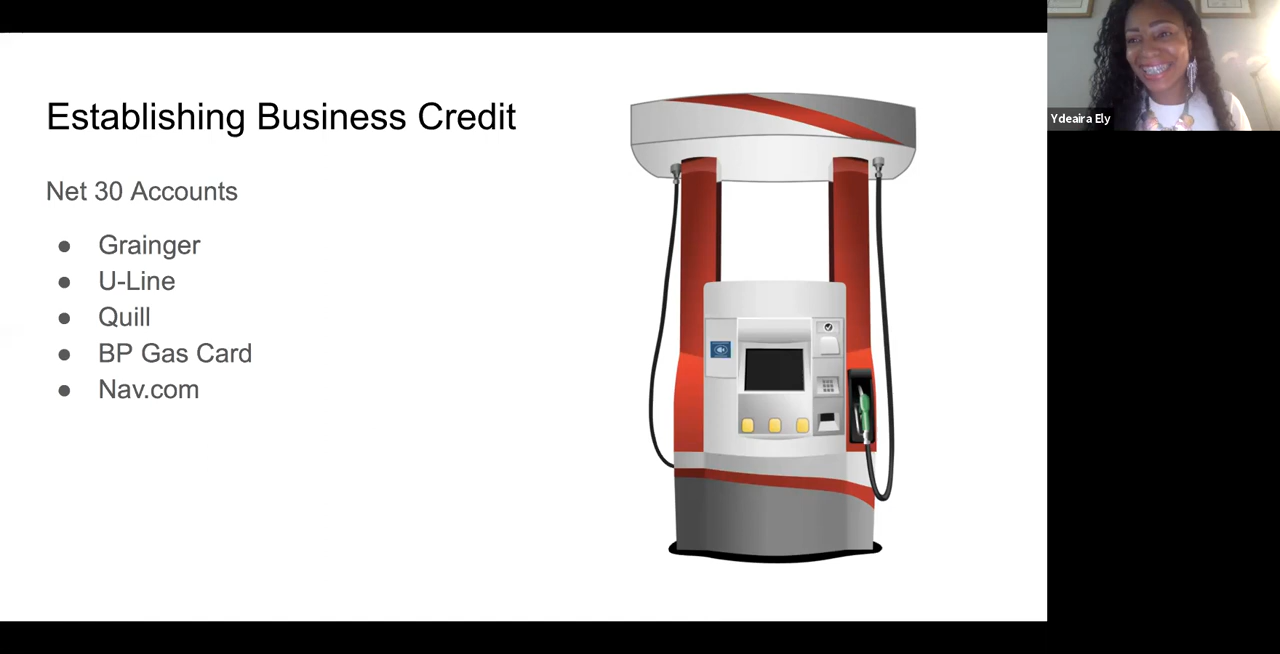 Establishing Business Credit
Net 30 Accounts
● Grainger
● U-Line
● Quill
● BP Gas Card
● Nav.com
Ydeaira Ely